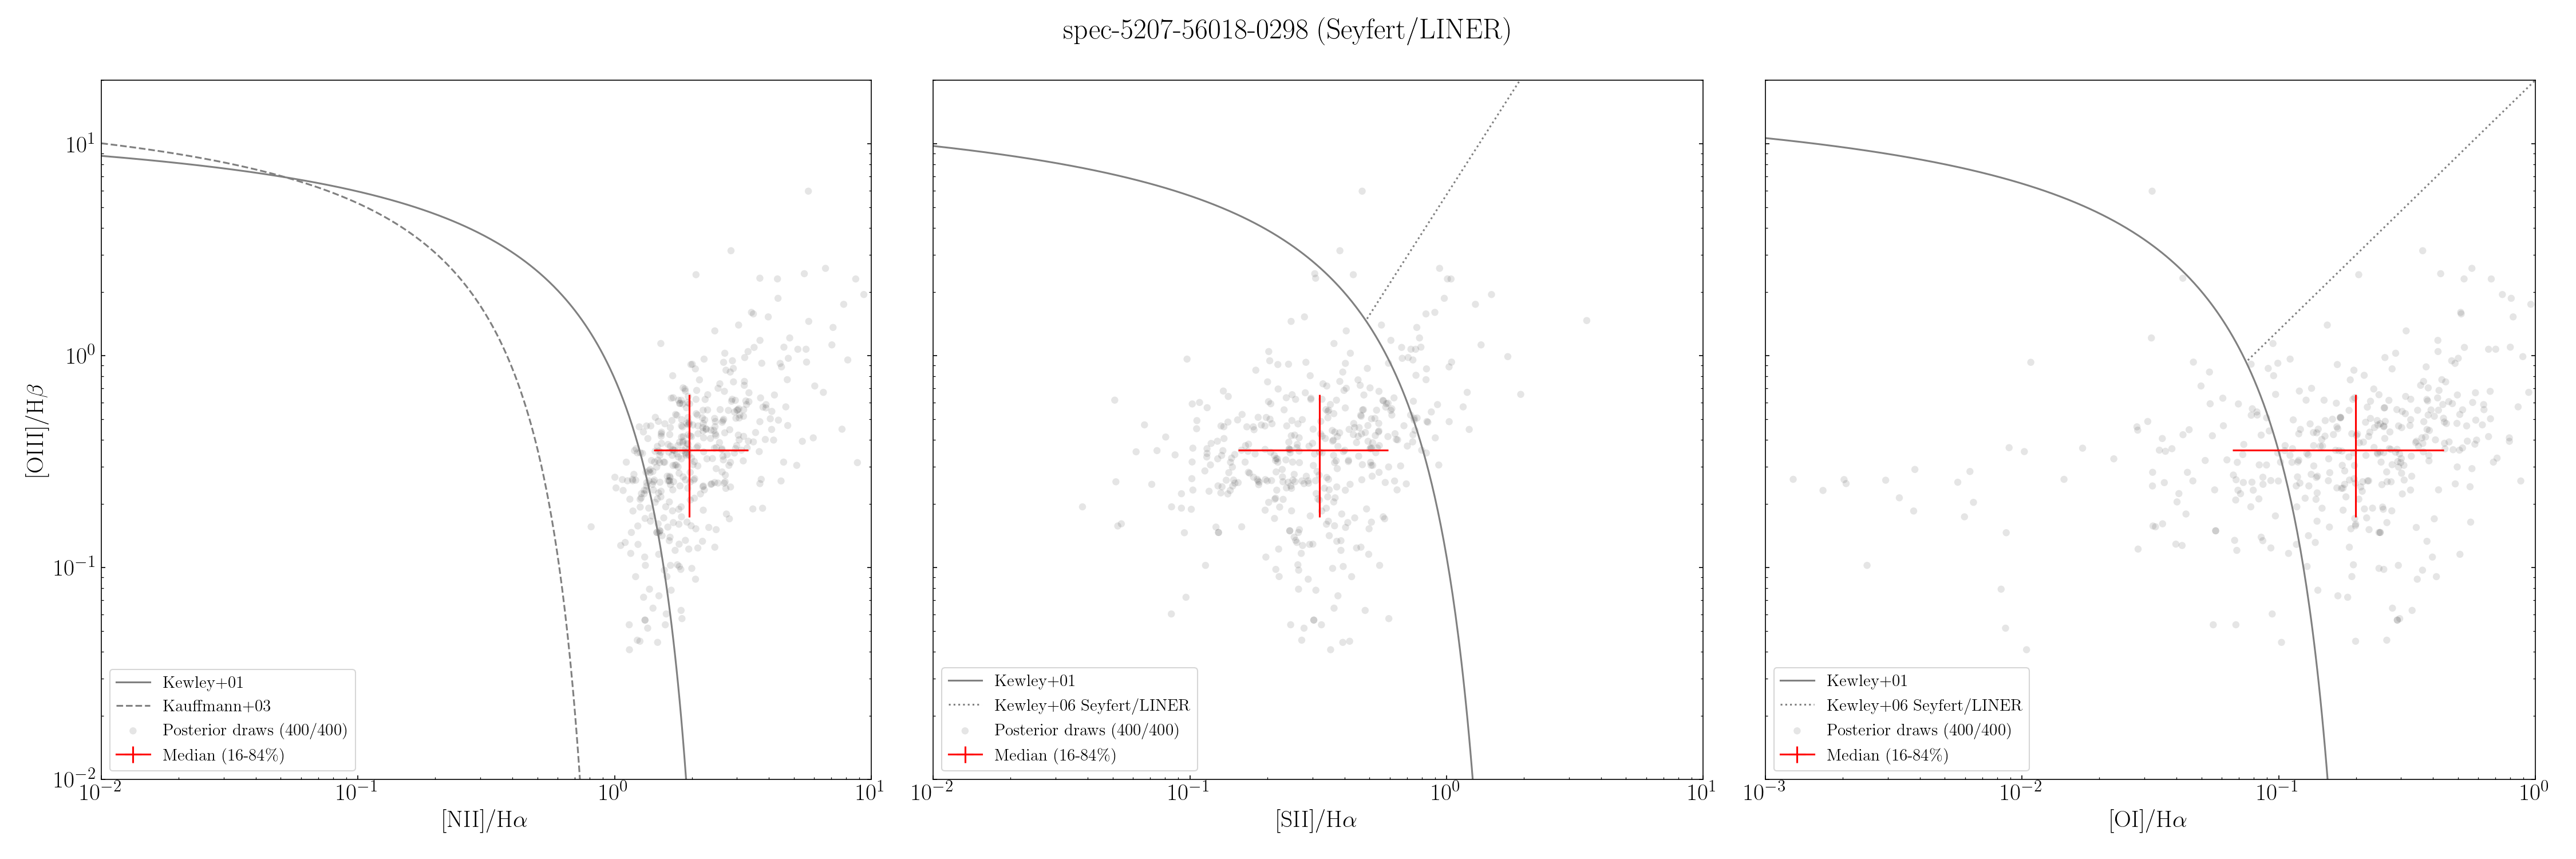 spec-5207-56018-0298 (Seyfert/LINER)
[OIII]/Hβ
10^1
10^0
10^-1
10^-2
Kewley+01
Kauffmann+03
Posterior draws (400/400)
Median (16-84%)
10^-2
10^-1
10^0
10^1
[NII]/Hα
Kewley+01
Kewley+06 Seyfert/LINER
Posterior draws (400/400)
Median (16-84%)
10^-2
10^-1
10^0
10^1
[SII]/Hα
Kewley+01
Kewley+06 Seyfert/LINER
Posterior draws (400/400)
Median (16-84%)
10^-3
10^-2
10^-1
10^0
[OI]/Hα